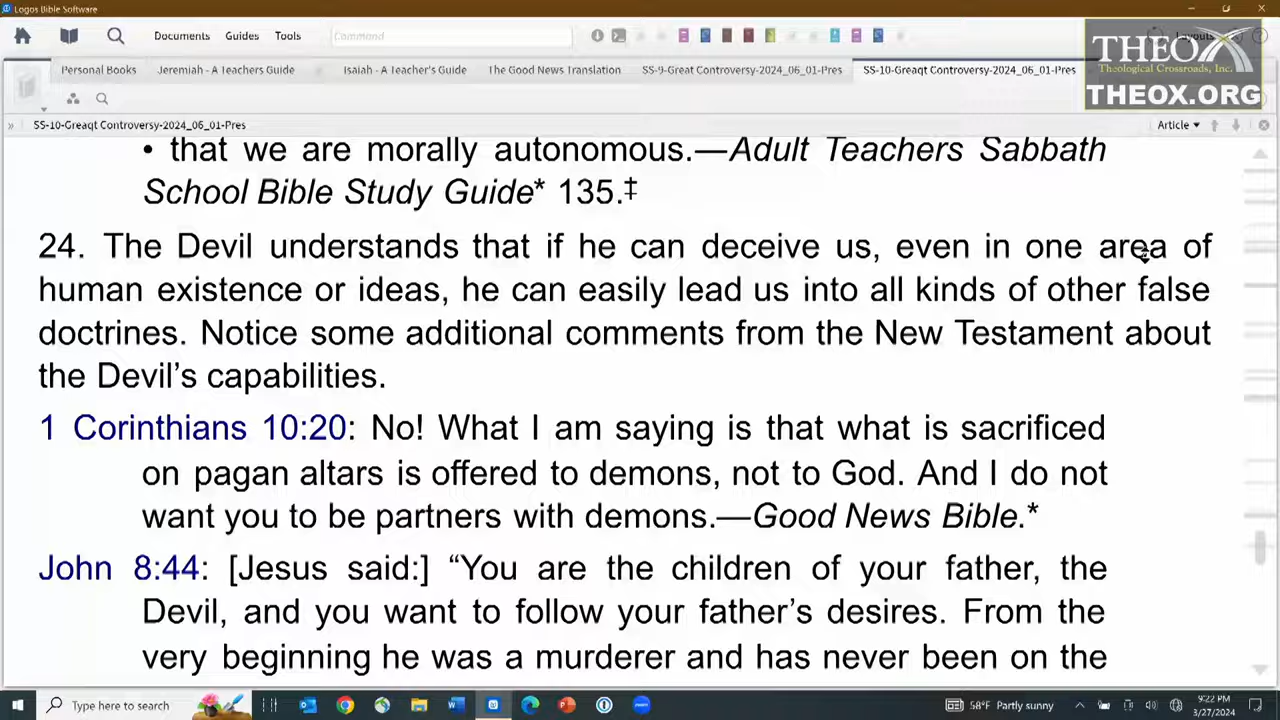 Logos Bible Software
Documents Guides Tools Command
THEOX
Theological Crossroads, Inc.
THEOX.ORG
Personal Books Jeremiah - A Teachers Guide The Good News Translation SS-9-Great Controversy-2024_06_01-Pres SS-10-Greaqt Controversy-2024_06_01-Pres
SS-10-Greaqt Controversy-2024_06_01-Pres Article
• that we are morally autonomous.—Adult Teachers Sabbath
School Bible Study Guide* 135.‡
24. The Devil understands that if he can deceive us, even in one area of
human existence or ideas, he can easily lead us into all kinds of other false
doctrines. Notice some additional comments from the New Testament about
the Devil’s capabilities.
1 Corinthians 10:20: No! What I am saying is that what is sacrificed
on pagan altars is offered to demons, not to God. And I do not
want you to be partners with demons.—Good News Bible.*
John 8:44: [Jesus said:] “You are the children of your father, the
Devil, and you want to follow your father’s desires. From the
very beginning he was a murderer and has never been on the
Type here to search
58°F Partly sunny
9:22 PM
3/27/2024